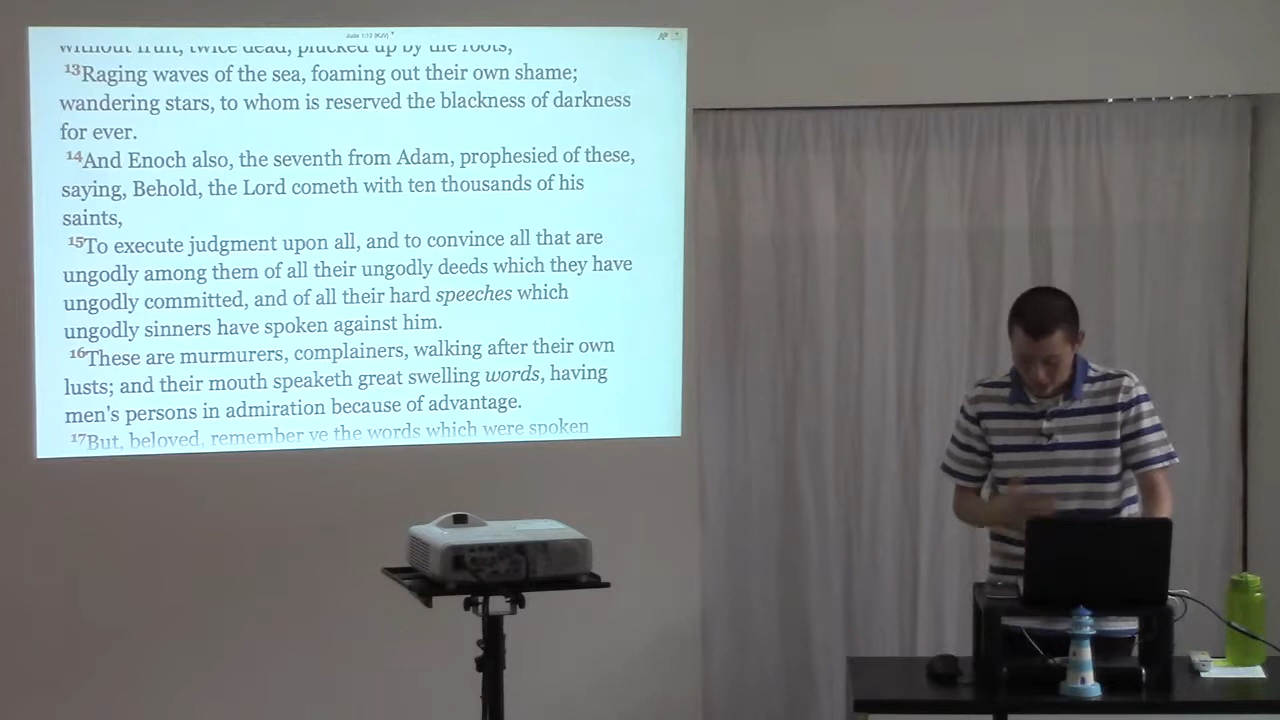 Jude 1:12 (KJV)
without fruit, twice dead, plucked up by the roots,
13Raging waves of the sea, foaming out their own shame;
wandering stars, to whom is reserved the blackness of darkness
for ever.
14And Enoch also, the seventh from Adam, prophesied of these,
saying, Behold, the Lord cometh with ten thousands of his
saints,
15To execute judgment upon all, and to convince all that are
ungodly among them of all their ungodly deeds which they have
ungodly committed, and of all their hard speeches which
ungodly sinners have spoken against him.
16These are murmurers, complainers, walking after their own
lusts; and their mouth speaketh great swelling words, having
men's persons in admiration because of advantage.
17But, beloved, remember ye the words which were spoken